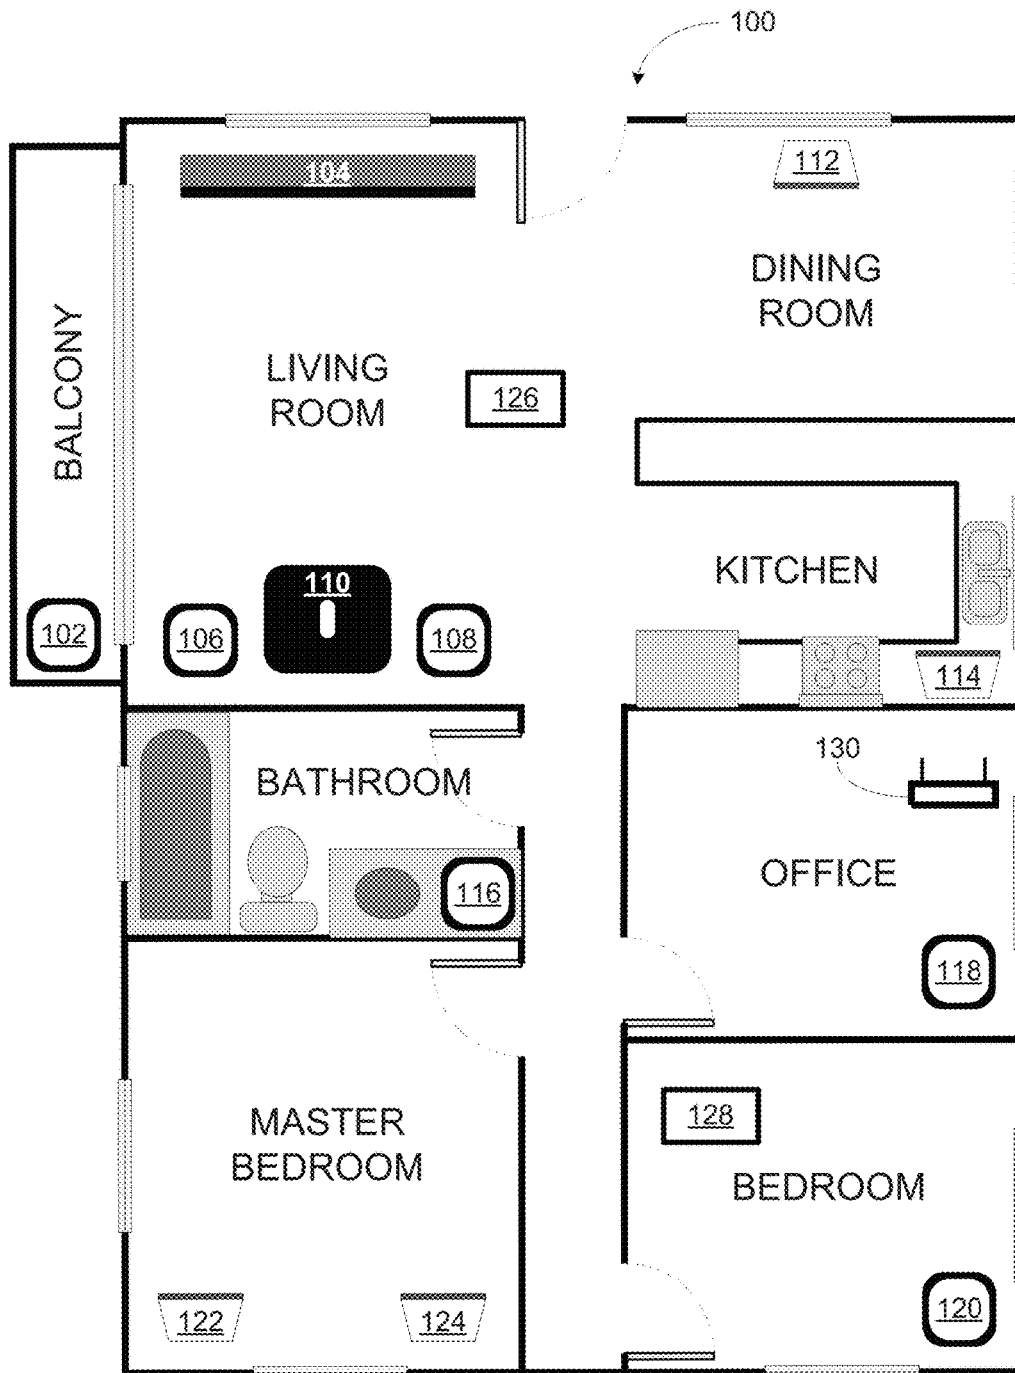 100
104
112
DINING
ROOM
BALCONY
LIVING
ROOM
126
KITCHEN
110
102
106
108
114
130
BATHROOM
OFFICE
116
118
MASTER
BEDROOM
128
BEDROOM
122
124
120